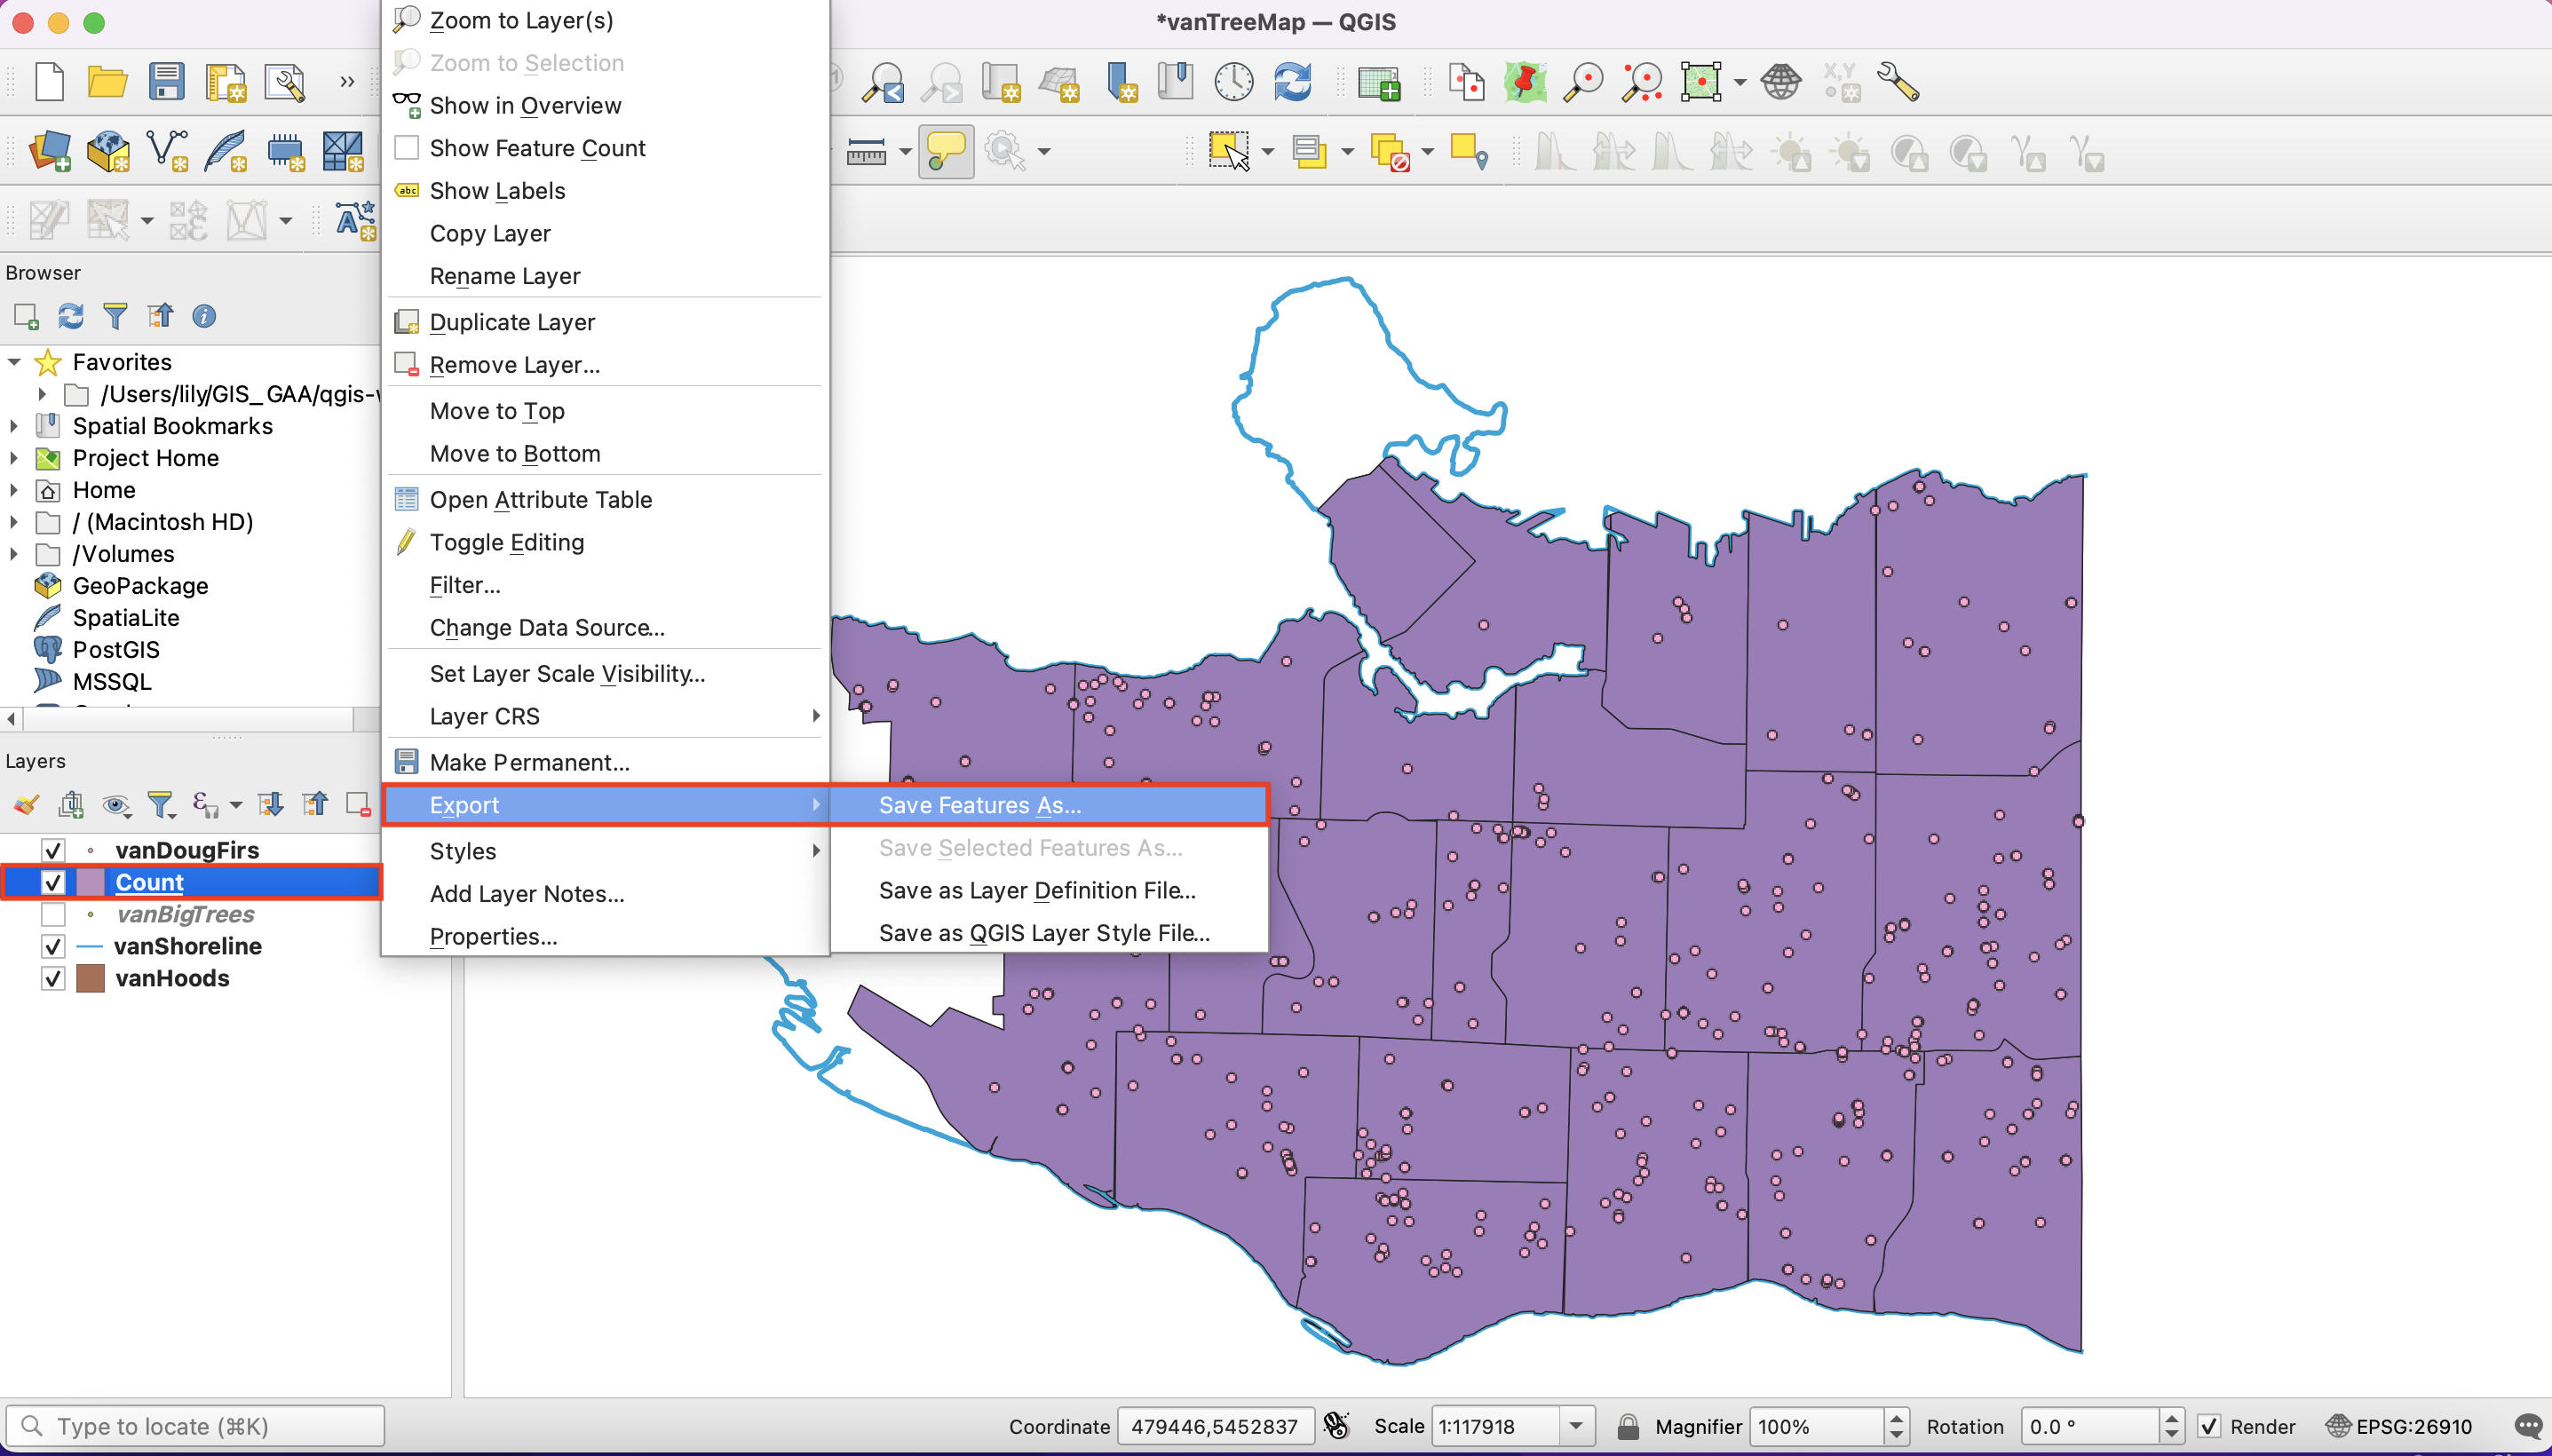 *vanTreeMap — QGIS
Zoom to Layer(s)
Zoom to Selection
Show in Overview
Show Feature Count
abc Show Labels
Copy Layer
Rename Layer
Duplicate Layer
Remove Layer...
Move to Top
Move to Bottom
Open Attribute Table
Toggle Editing
Filter...
Change Data Source...
Set Layer Scale Visibility...
Layer CRS
Make Permanent...
Export
Styles
Add Layer Notes...
Properties...
Save Features As...
Save Selected Features As...
Save as Layer Definition File...
Save as QGIS Layer Style File...
X,Y
Browser
Favorites
/Users/lily/GIS_GAA/qgis-
Spatial Bookmarks
Project Home
Home
/ (Macintosh HD)
/Volumes
GeoPackage
SpatiaLite
PostGIS
MSSQL
Layers
vanDougFirs
Count
vanBigTrees
vanShoreline
vanHoods
Type to locate (⌘K)
Coordinate 479446,5452837 Scale 1:117918 Magnifier 100% Rotation 0.0 ° Render EPSG:26910